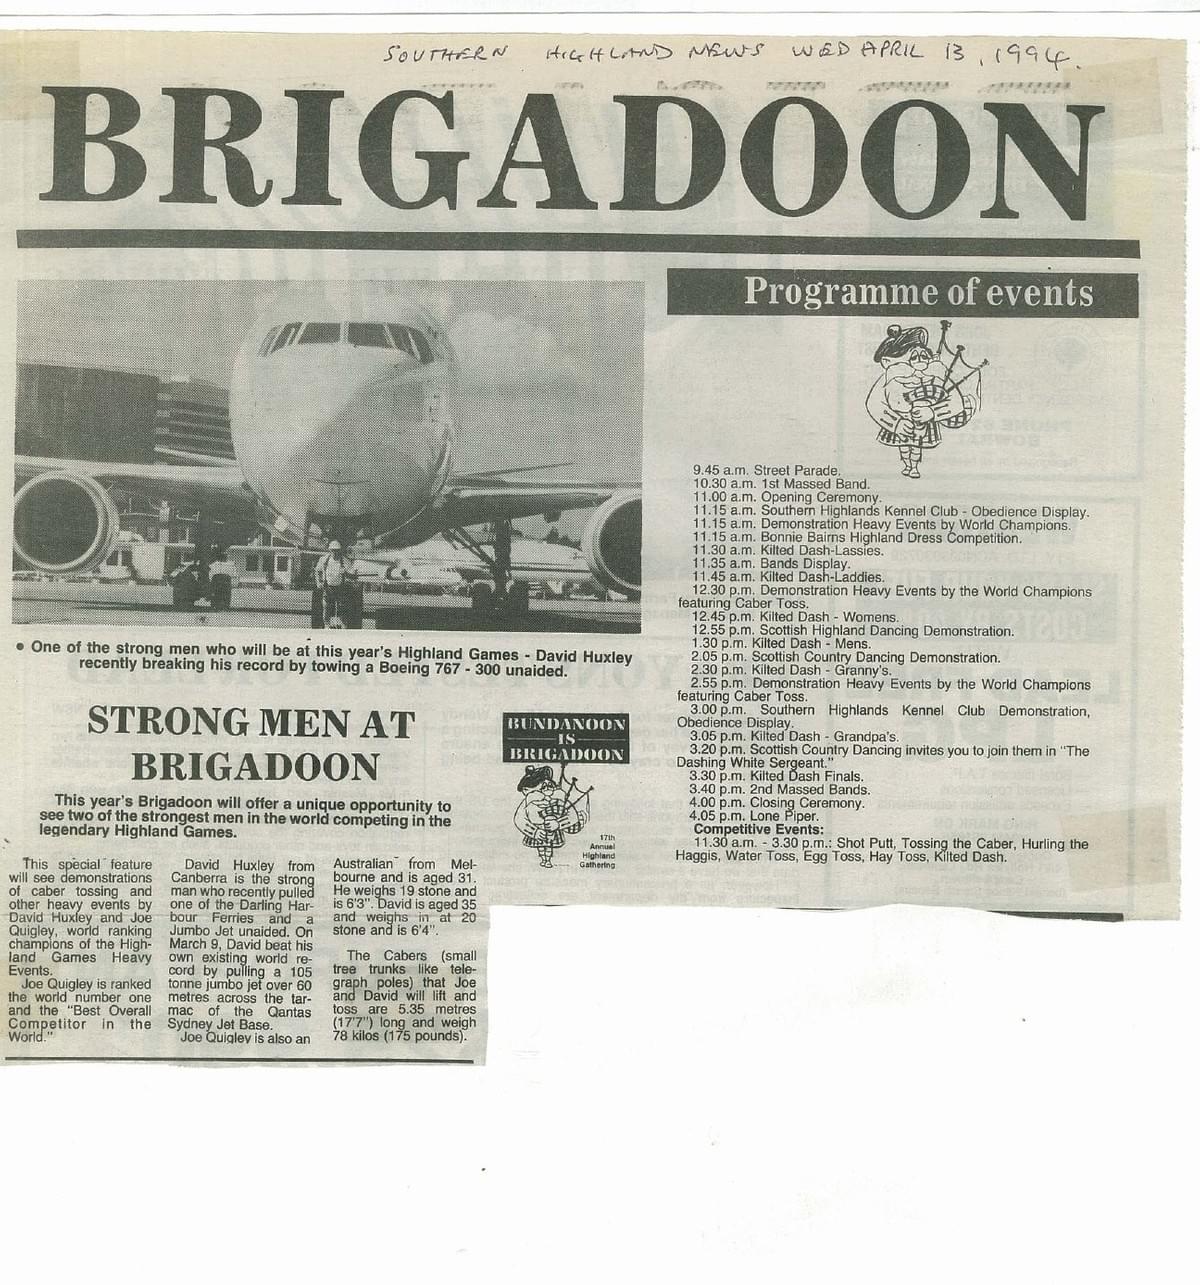 SOUTHERN HIGHLAND NEWS WED APRIL 13, 1994.
BRIGADOON
• One of the strong men who will be at this year's Highland Games - David Huxley
recently breaking his record by towing a Boeing 767 - 300 unaided.
STRONG MEN AT
BRIGADOON
This year's Brigadoon will offer a unique opportunity to
see two of the strongest men in the world competing in the
legendary Highland Games.
This special feature
will see demonstrations
of caber tossing and
other heavy events by
David Huxley and Joe
Quigley, world ranking
champions of the High-
land Games Heavy
Events.
Joe Quigley is ranked
the world number one
and the "Best Overall
Competitor in the
World."
David Huxley from
Canberra is the strong
man who recently pulled
one of the Darling Har-
bour Ferries and a
Jumbo Jet unaided. On
March 9, David beat his
own existing world re-
cord by pulling a 105
tonne jumbo jet over 60
metres across the tar-
mac of the Qantas
Sydney Jet Base.
Joe Quigley is also an
Australian from Mel-
bourne and is aged 31.
He weighs 19 stone and
is 6'3". David is aged 35
and weighs in at 20
stone and is 6'4".
The Cabers (small
tree trunks like tele-
graph poles) that Joe
and David will lift and
toss are 5.35 metres
(17'7") long and weigh
78 kilos (175 pounds).
BUNDANOON
IS
BRIGADOON
17th
Annual
Highland
Gathering
Programme of events
9.45 a.m. Street Parade.
10.30 a.m. 1st Massed Band.
11.00 a.m. Opening Ceremony.
11.15 a.m. Southern Highlands Kennel Club - Obedience Display.
11.15 a.m. Demonstration Heavy Events by World Champions.
11.15 a.m. Bonnie Bairns Highland Dress Competition.
11.30 a.m. Kilted Dash-Lassies.
11.35 a.m. Bands Display.
11.45 a.m. Kilted Dash-Laddies.
12.30 p.m. Demonstration Heavy Events by the World Champions
featuring Caber Toss.
12.45 p.m. Kilted Dash - Womens.
12.55 p.m. Scottish Highland Dancing Demonstration.
1.30 p.m. Kilted Dash - Mens.
2.05 p.m. Scottish Country Dancing Demonstration.
2.30 p.m. Kilted Dash - Granny's.
2.55 p.m. Demonstration Heavy Events by the World Champions
featuring Caber Toss.
3.00 p.m. Southern Highlands Kennel Club Demonstration,
Obedience Display.
3.05 p.m. Kilted Dash - Grandpa's.
3.20 p.m. Scottish Country Dancing invites you to join them in "The
Dashing White Sergeant."
3.30 p.m. Kilted Dash Finals.
3.40 p.m. 2nd Massed Bands.
4.00 p.m. Closing Ceremony.
4.05 p.m. Lone Piper.
Competitive Events:
11.30 a.m. - 3.30 p.m.: Shot Putt, Tossing the Caber, Hurling the
Haggis, Water Toss, Egg Toss, Hay Toss, Kilted Dash.